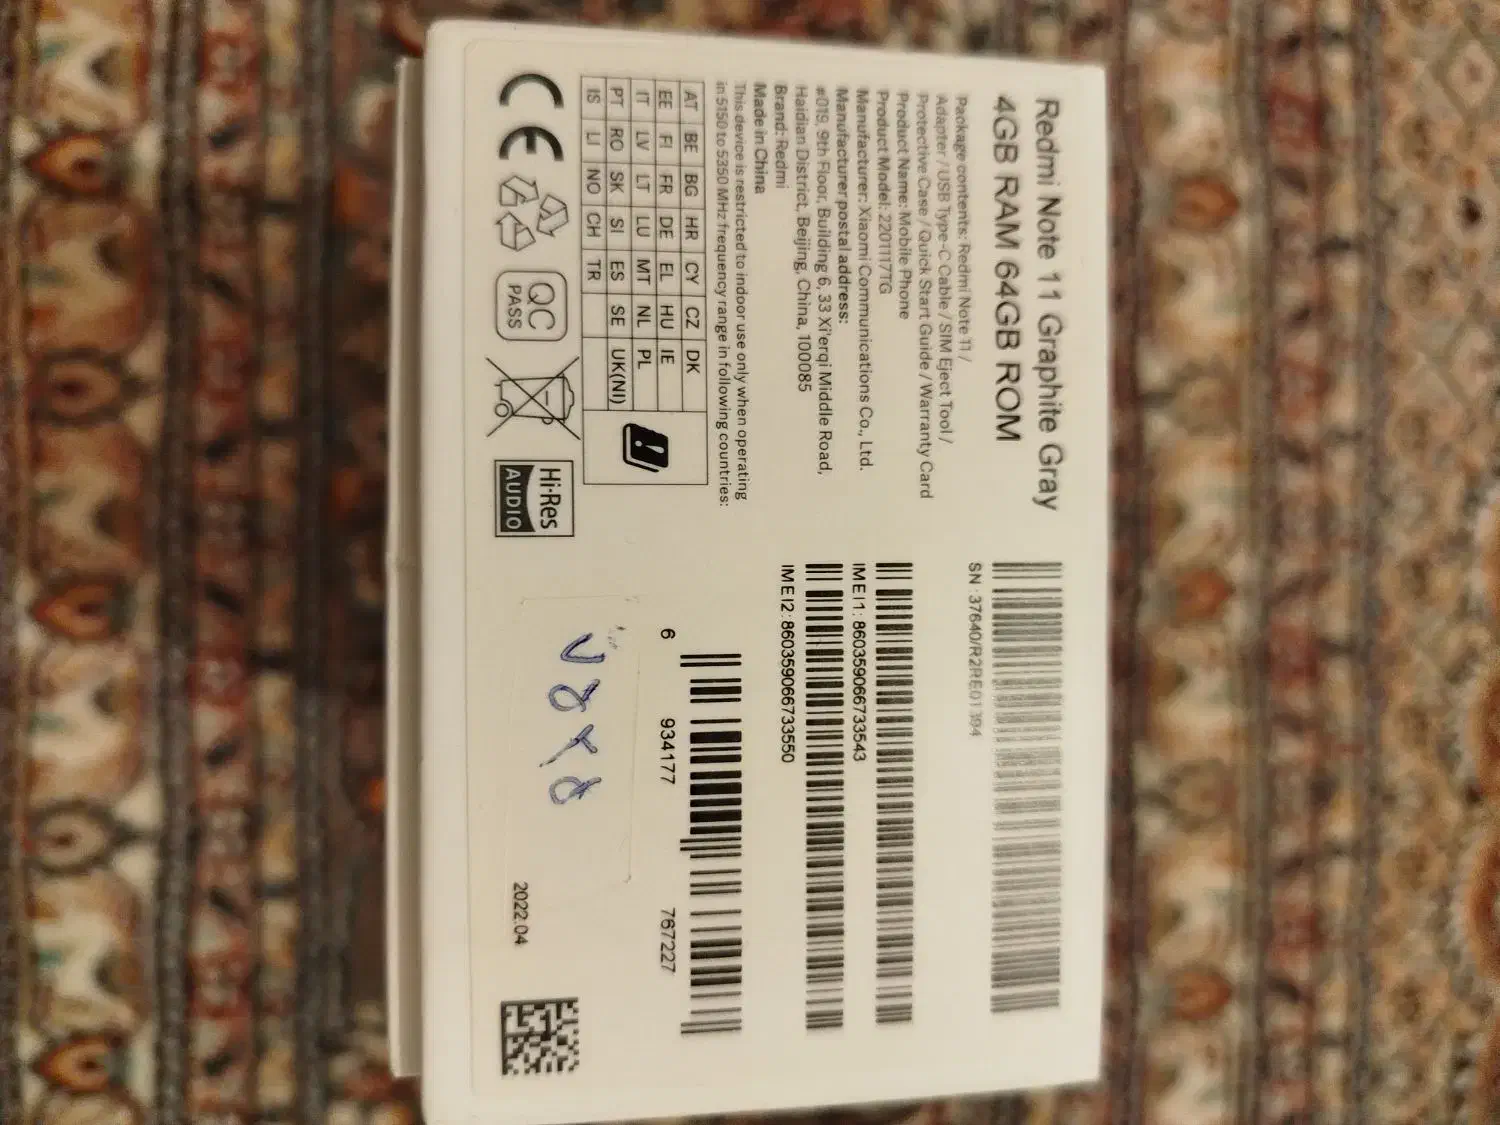 Redmi Note 11 Graphite Gray
4GB RAM 64GB ROM
Package contents: Redmi Note 11 /
Adapter / USB Type-C Cable / SIM Eject Tool /
Protective Case / Quick Start Guide / Warranty Card
Product Name: Mobile Phone
Product Model: 2201117TG
Manufacturer: Xiaomi Communications Co., Ltd.
Manufacturer postal address:
#019, 9th Floor, Building 6, 33 Xi'erqi Middle Road,
Haidian District, Beijing, China, 100085
Brand: Redmi
Made in China
This device is restricted to indoor use only when operating
in 5150 to 5350 MHz frequency range in following countries:
AT BE BG HR CY CZ DK
EE FI FR DE EL HU IE
IT LV LT LU MT NL PL
PT RO SK SI ES SE UK(NI)
IS LI NO CH TR
CE
QC
PASS
Hi-Res
AUDIO
SN: 37640/R2RE01394
IMEI1: 860359066733543
IMEI2: 860359066733550
6 934177 767227
2022.04